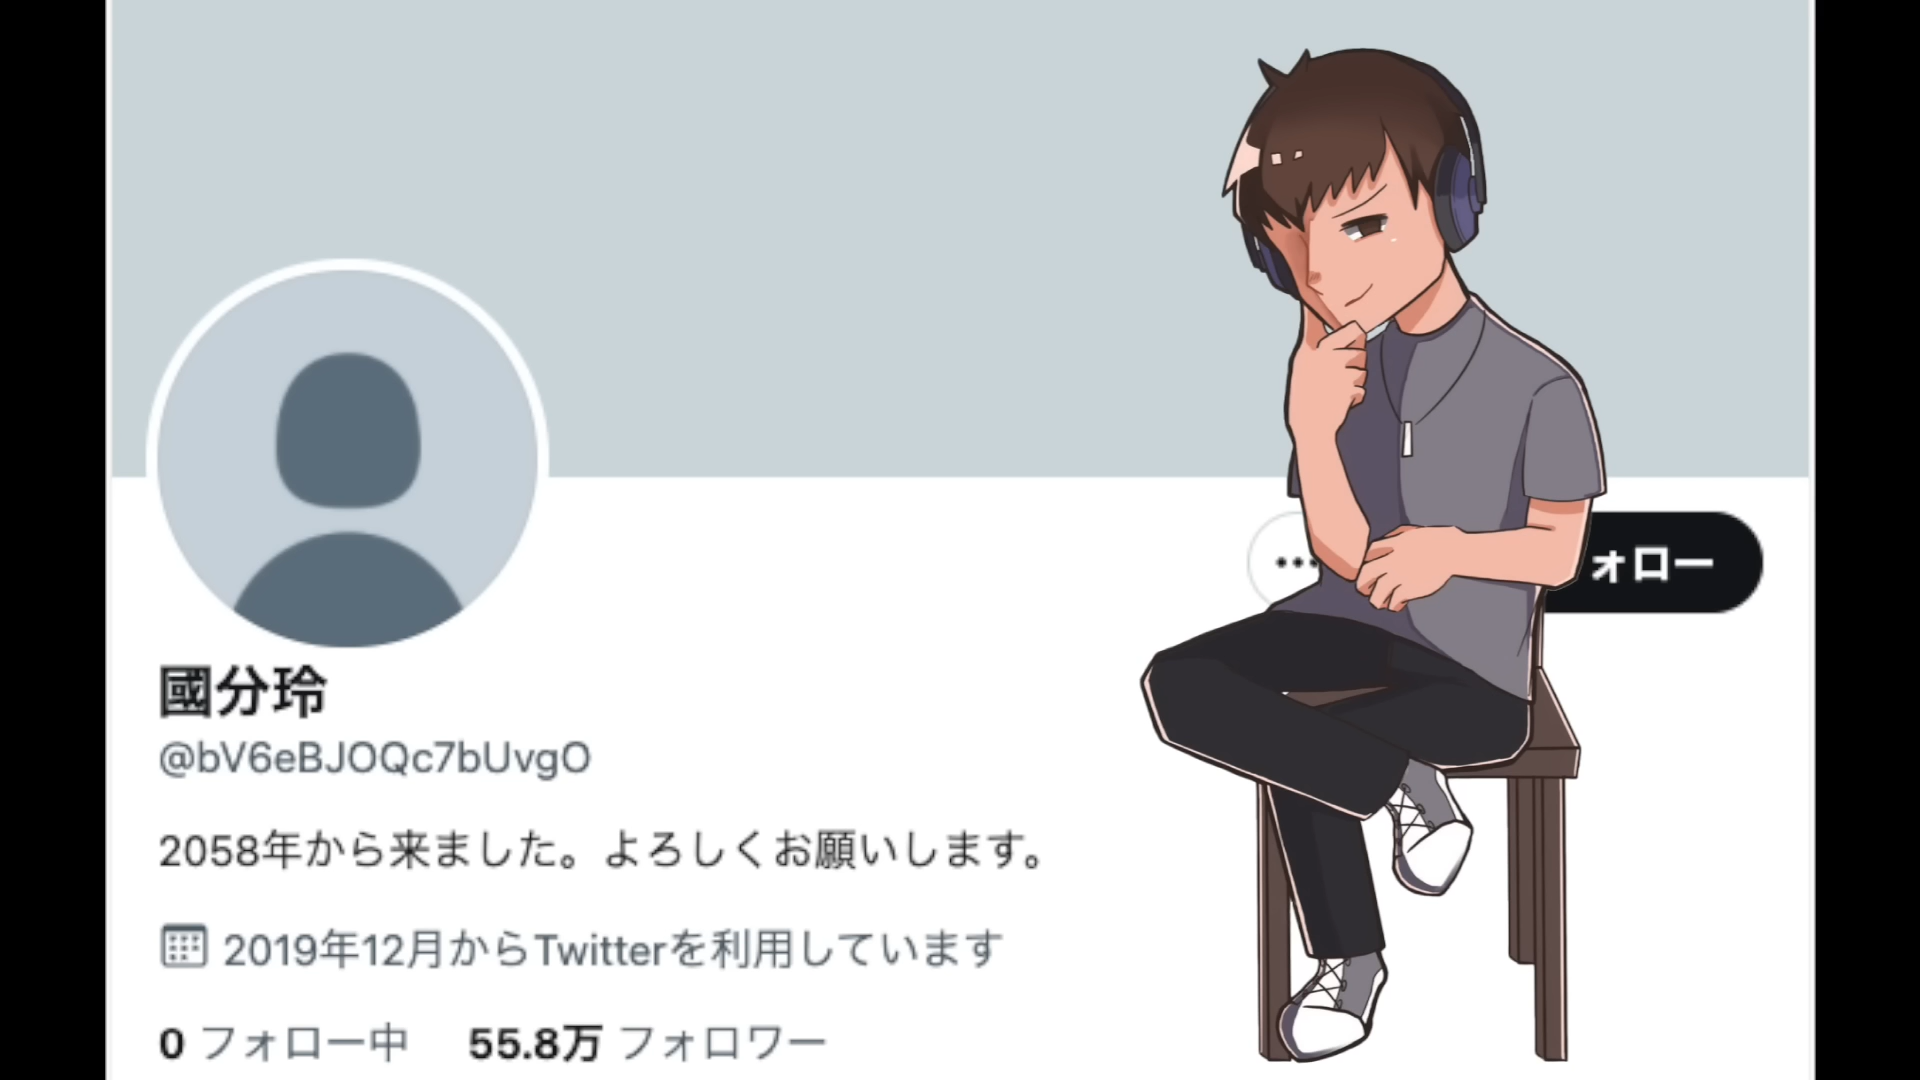 ォロー
國分玲
@bV6eBJOQc7bUvgO
2058年から来ました。よろしくお願いします。
2019年12月からTwitterを利用しています
0 フォロー中 55.8万 フォロワー